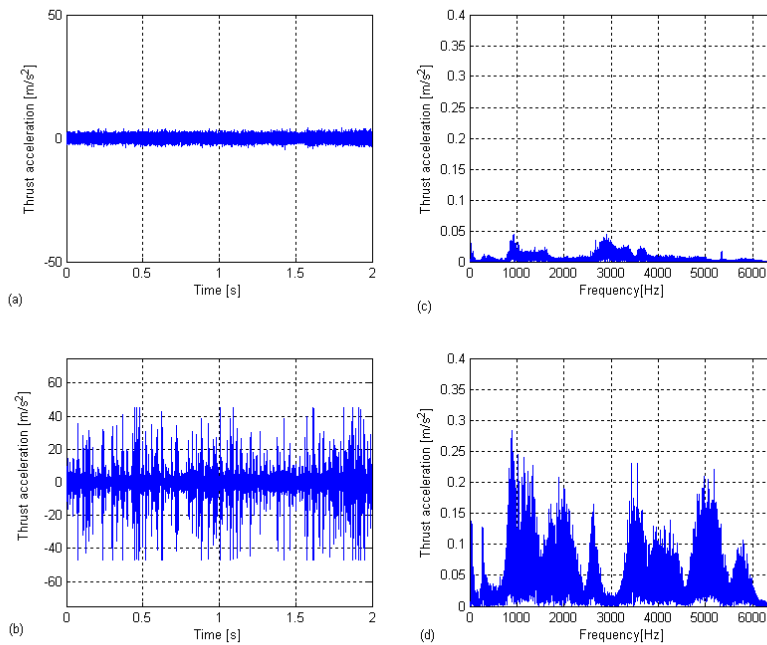 50
0
-50
Thrust acceleration [m/s²]
0 0.5 1 1.5 2
Time [s]
(a)
0.4
0.35
0.3
0.25
0.2
0.15
0.1
0.05
0
Thrust acceleration [m/s²]
0 1000 2000 3000 4000 5000 6000
Frequency[Hz]
(c)
60
40
20
0
-20
-40
-60
Thrust acceleration [m/s²]
0 0.5 1 1.5 2
Time [s]
(b)
0.4
0.35
0.3
0.25
0.2
0.15
0.1
0.05
0
Thrust acceleration [m/s²]
0 1000 2000 3000 4000 5000 6000
Frequency[Hz]
(d)